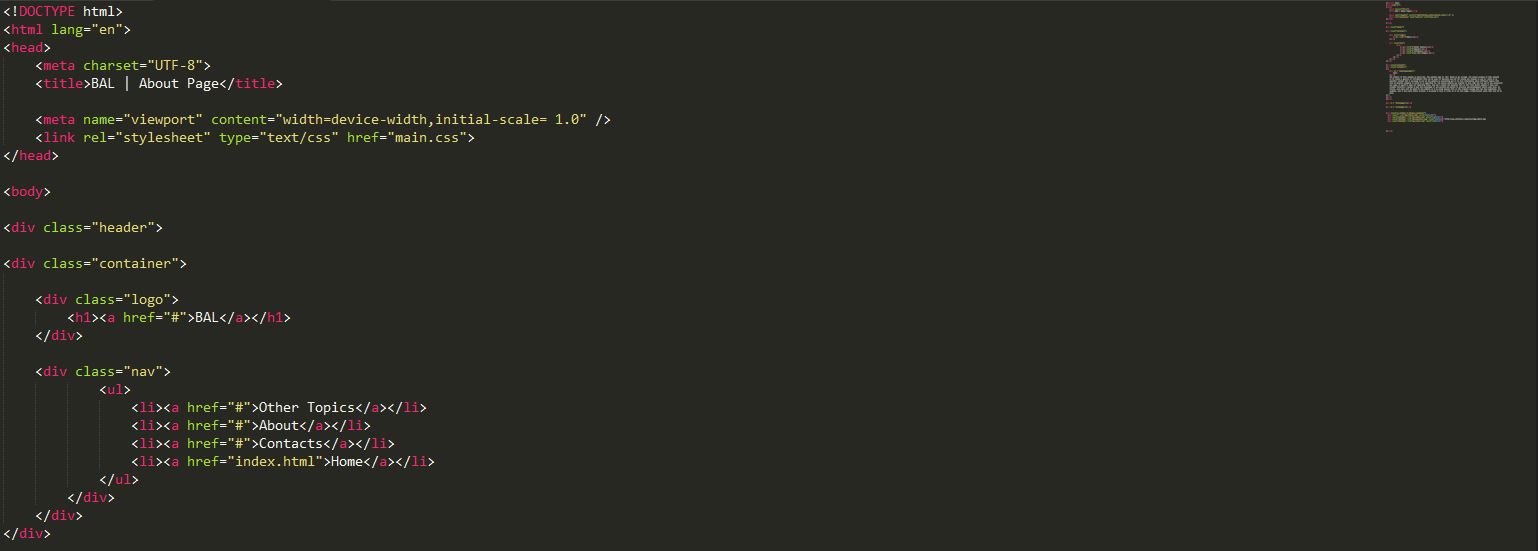 <!DOCTYPE html>
<html lang="en">
<head>
    <meta charset="UTF-8">
    <title>BAL | About Page</title>

    <meta name="viewport" content="width=device-width,initial-scale= 1.0" />
    <link rel="stylesheet" type="text/css" href="main.css">
</head>

<body>

<div class="header">

<div class="container">

    <div class="logo">
        <h1><a href="#">BAL</a></h1>
    </div>

    <div class="nav">
            <ul>
                <li><a href="#">Other Topics</a></li>
                <li><a href="#">About</a></li>
                <li><a href="#">Contacts</a></li>
                <li><a href="index.html">Home</a></li>
            </ul>
        </div>
    </div>
</div>